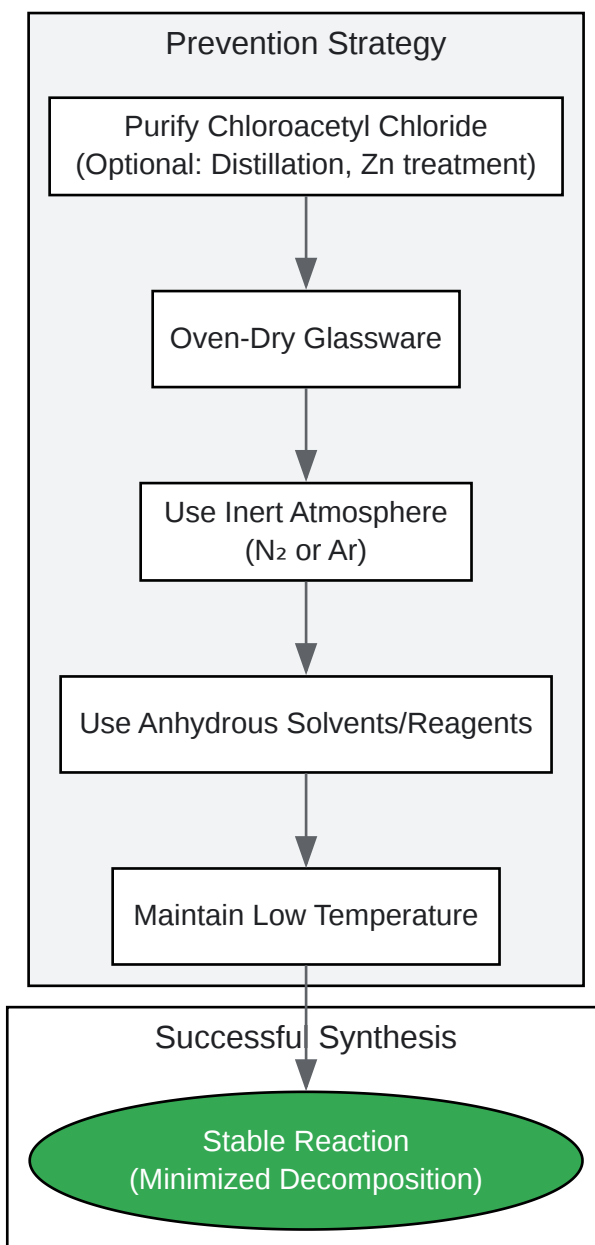 Prevention Strategy
Purify Chloroacetyl Chloride
(Optional: Distillation, Zn treatment)
Oven-Dry Glassware
Use Inert Atmosphere
(N₂ or Ar)
Use Anhydrous Solvents/Reagents
Maintain Low Temperature
Successful Synthesis
Stable Reaction
(Minimized Decomposition)